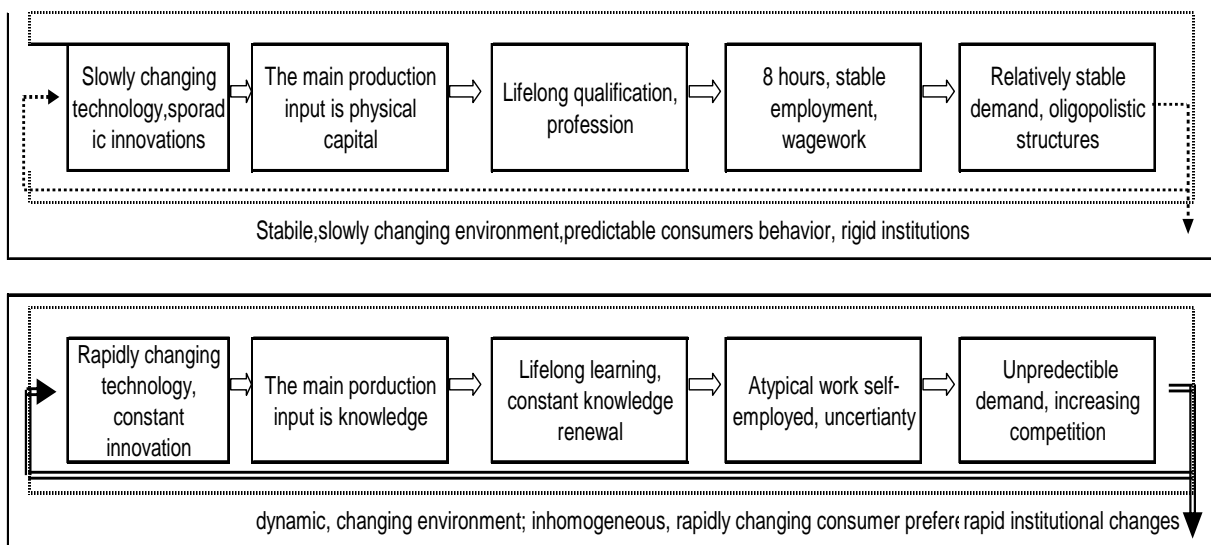 Slowly changing
technology,sporad
ic innovations
The main production
input is physical
capital
Lifelong qualification,
profession
8 hours, stable
employment,
wagework
Relatively stable
demand, oligopolistic
structures
Stabile,slowly changing environment,predictable consumers behavior, rigid institutions
Rapidly changing
technology,
constant
innovation
The main porduction
input is knowledge
Lifelong learning,
constant knowledge
renewal
Atypical work self-
employed, uncertianty
Unpredectible
demand, increasing
competition
dynamic, changing environment; inhomogeneous, rapidly changing consumer prefere rapid institutional changes